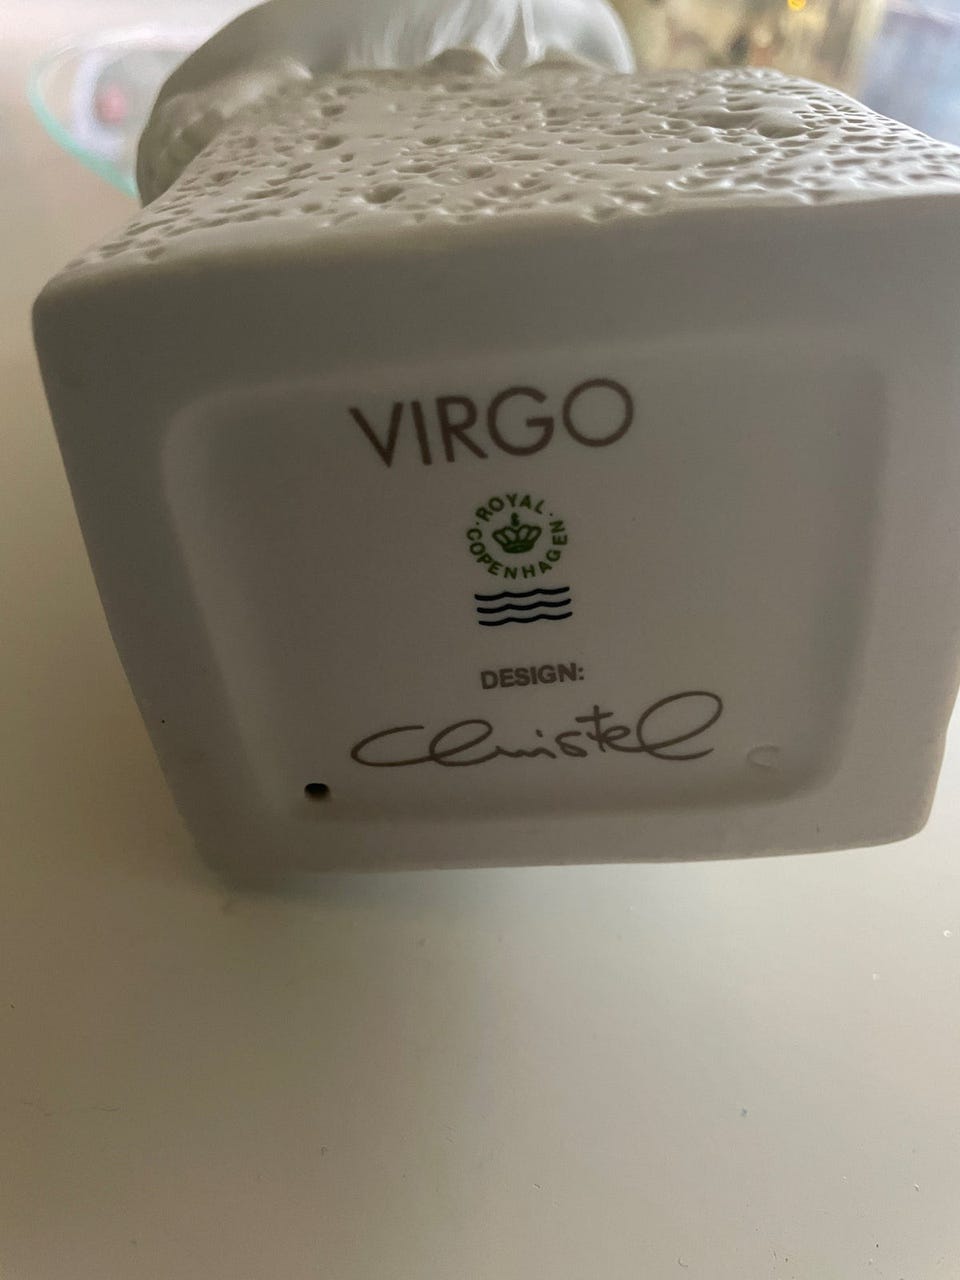 VIRGO
ROYAL
COPENHAGEN
DESIGN:
Christel